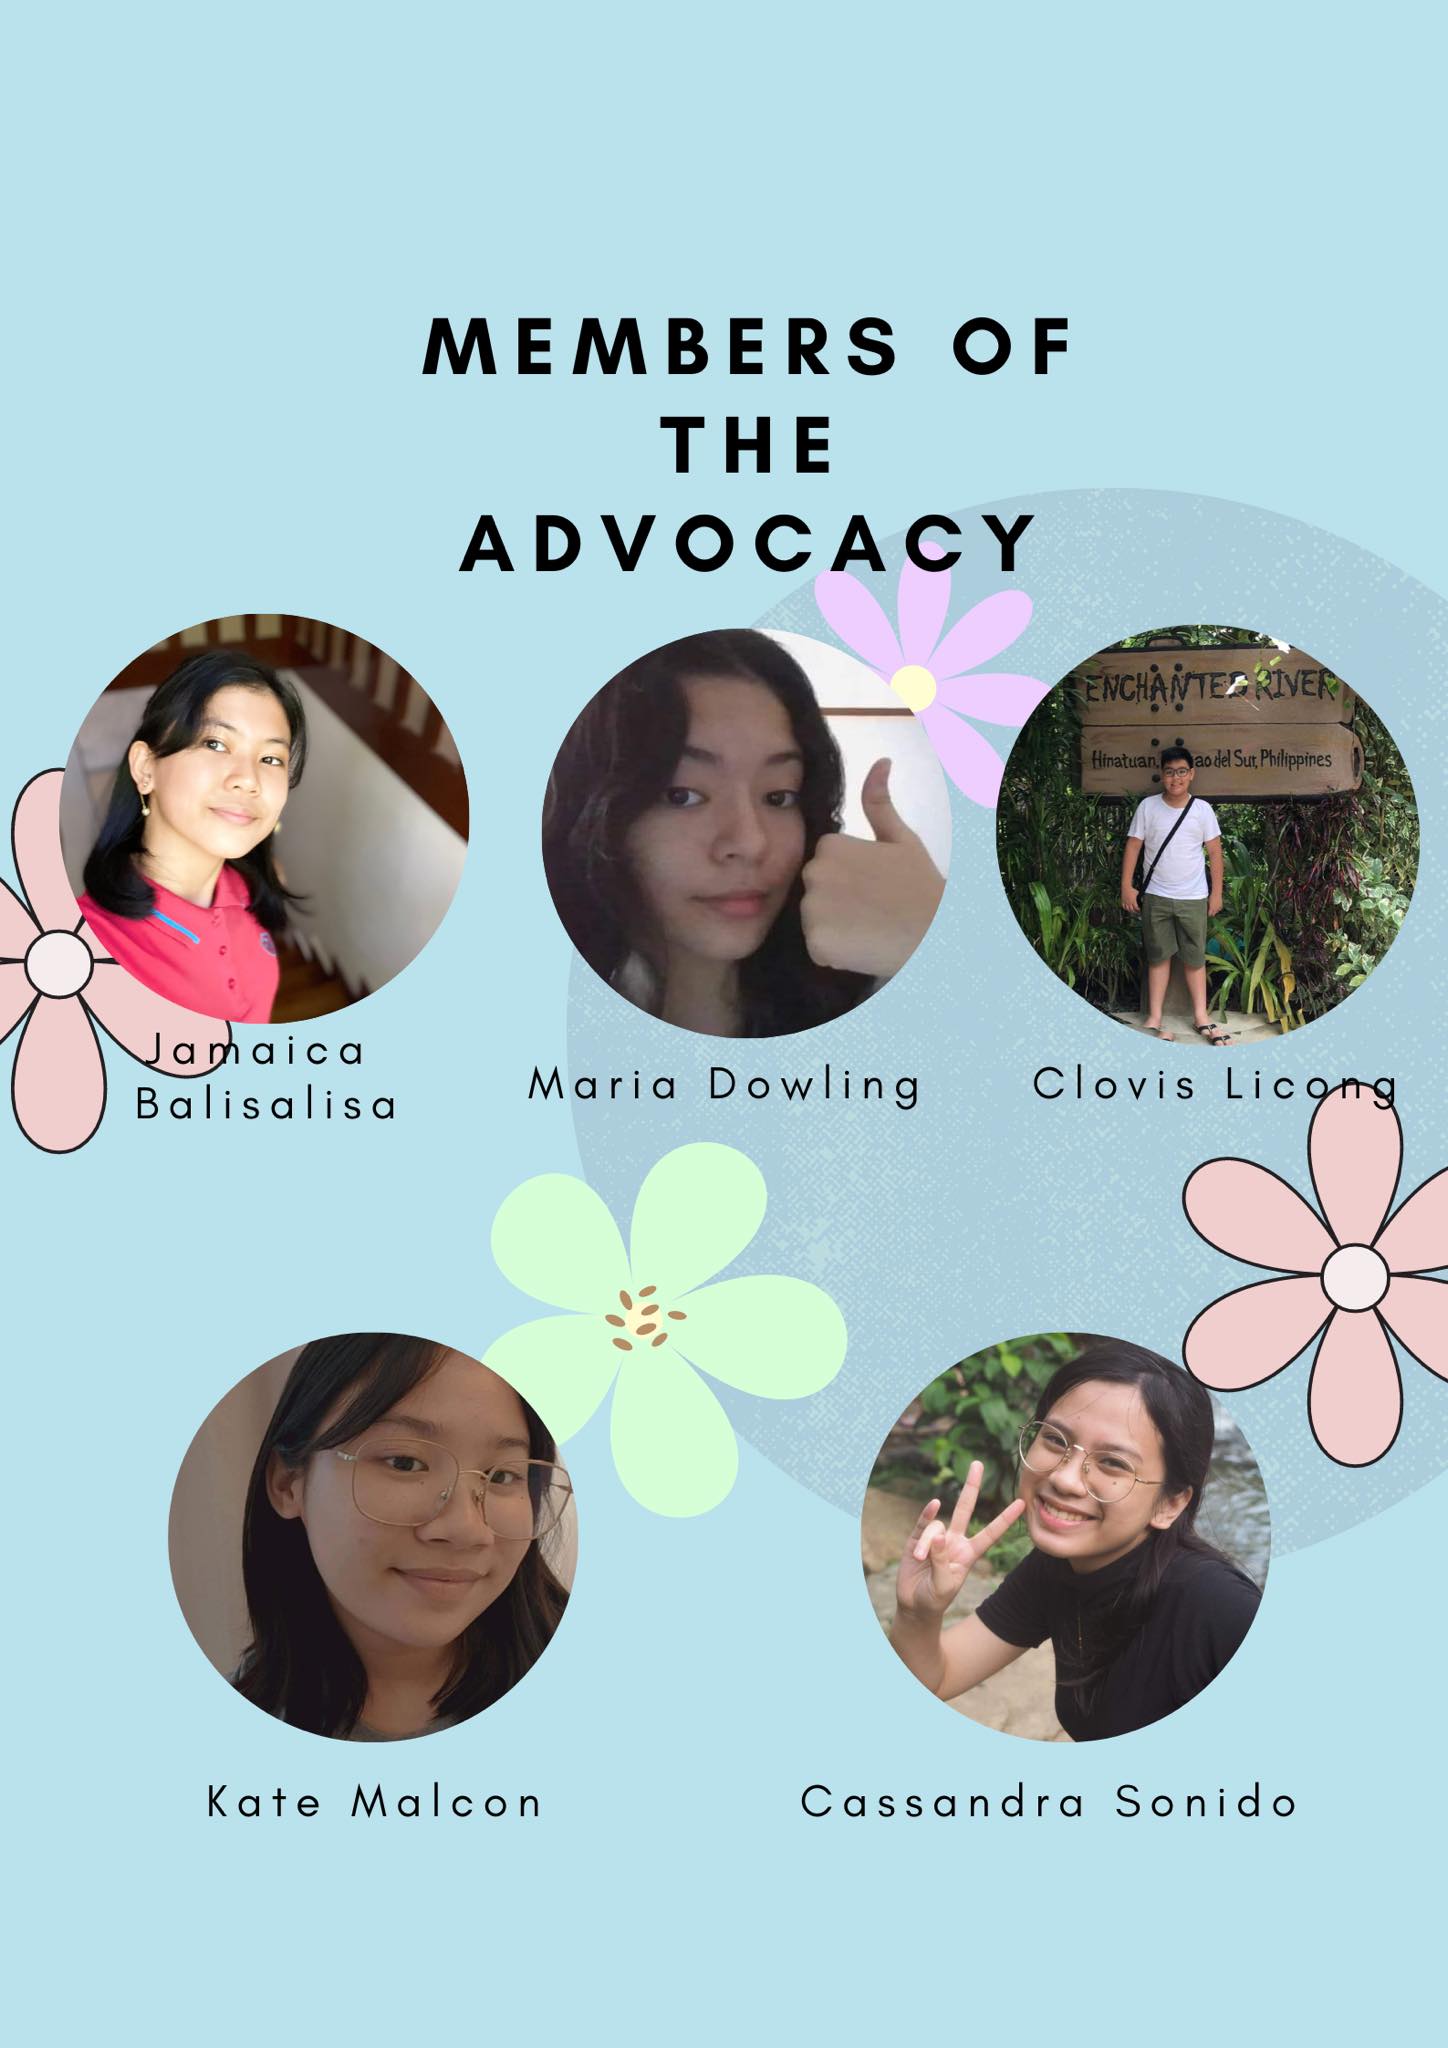 MEMBERS OF
THE
ADVOCACY
ENCHANTED RIVER
Hinatuan, ao del Sur, Philippines
Jamaica
Balisalisa
Maria Dowling
Clovis Licong
Kate Malcon
Cassandra Sonido